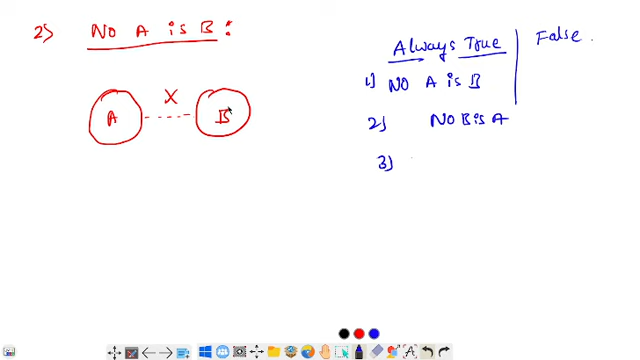 2) NO A is B :
A X B
Always True | False
1) NO A is B
2) NO B is A
3)